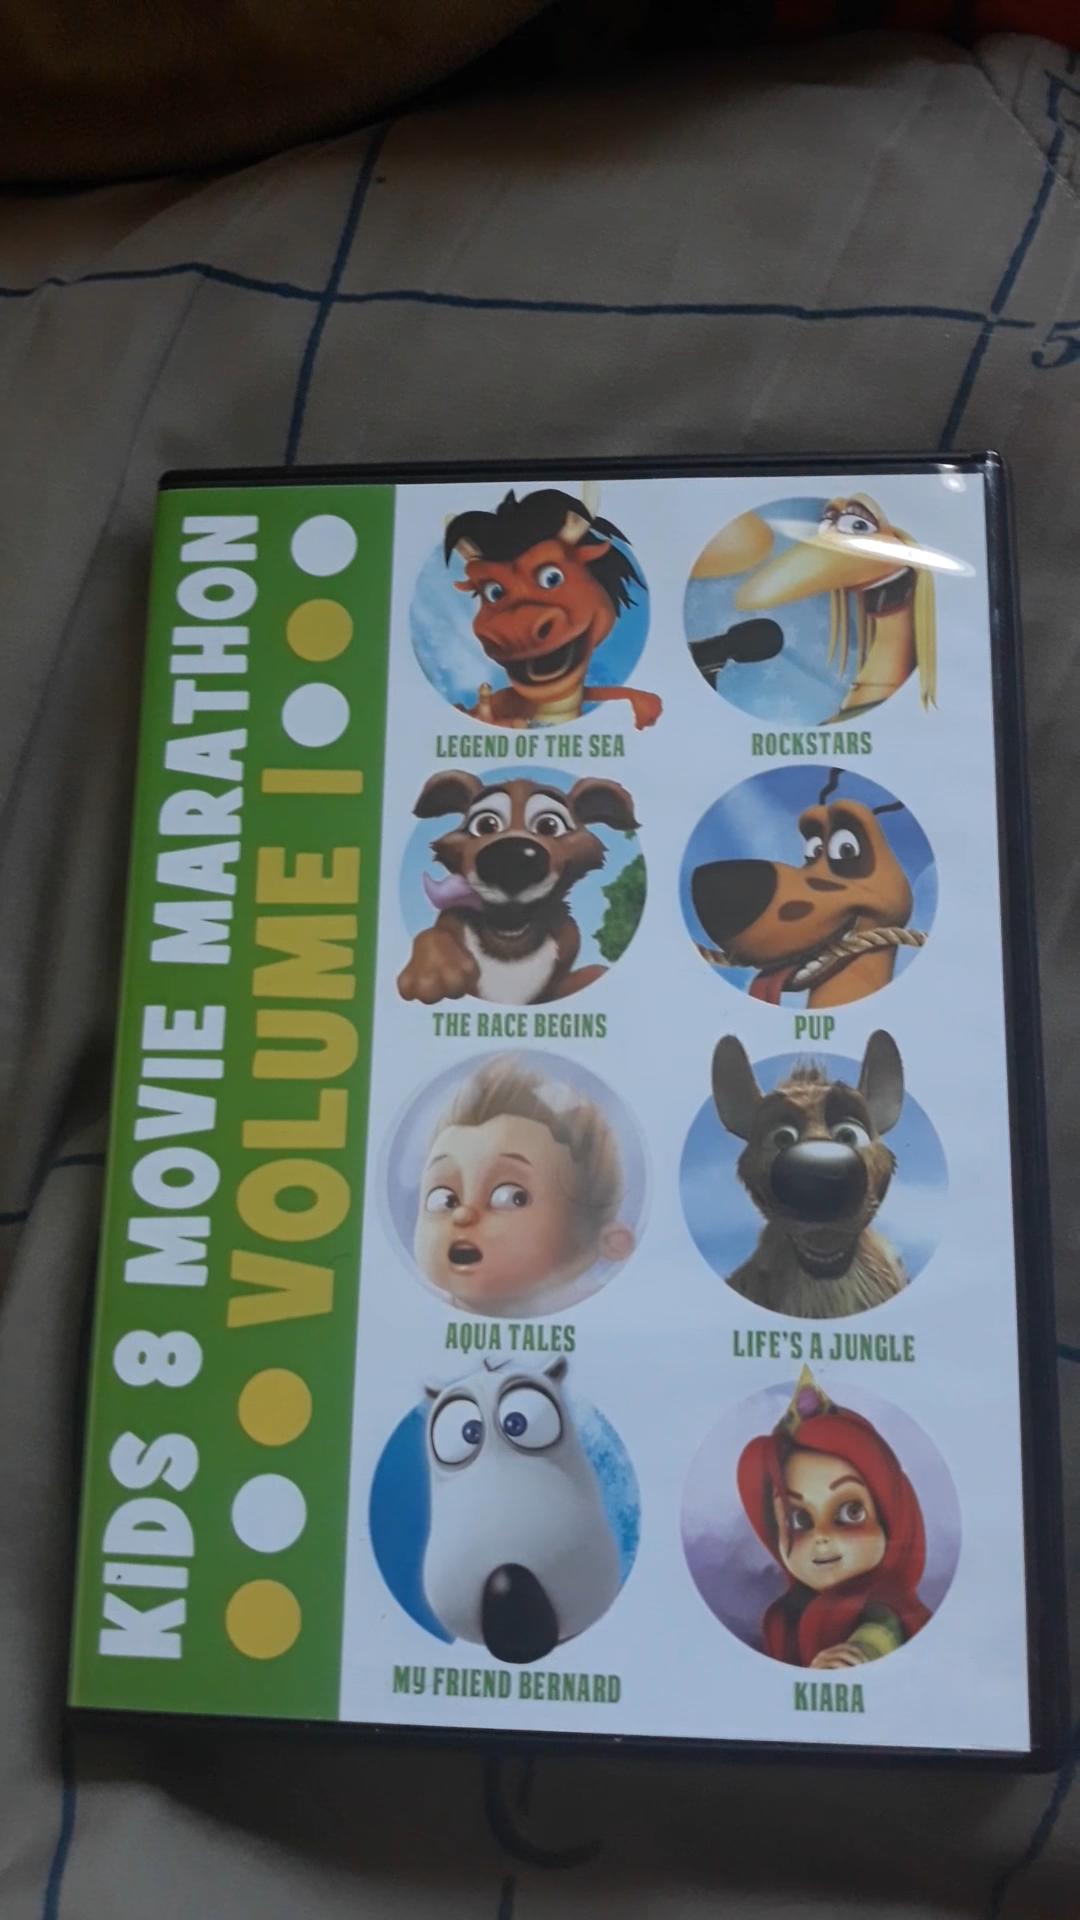 KIDS 8 MOVIE MARATHON
VOLUME 1
LEGEND OF THE SEA
ROCKSTARS
THE RACE BEGINS
PUP
AQUA TALES
LIFE'S A JUNGLE
MY FRIEND BERNARD
KIARA
5